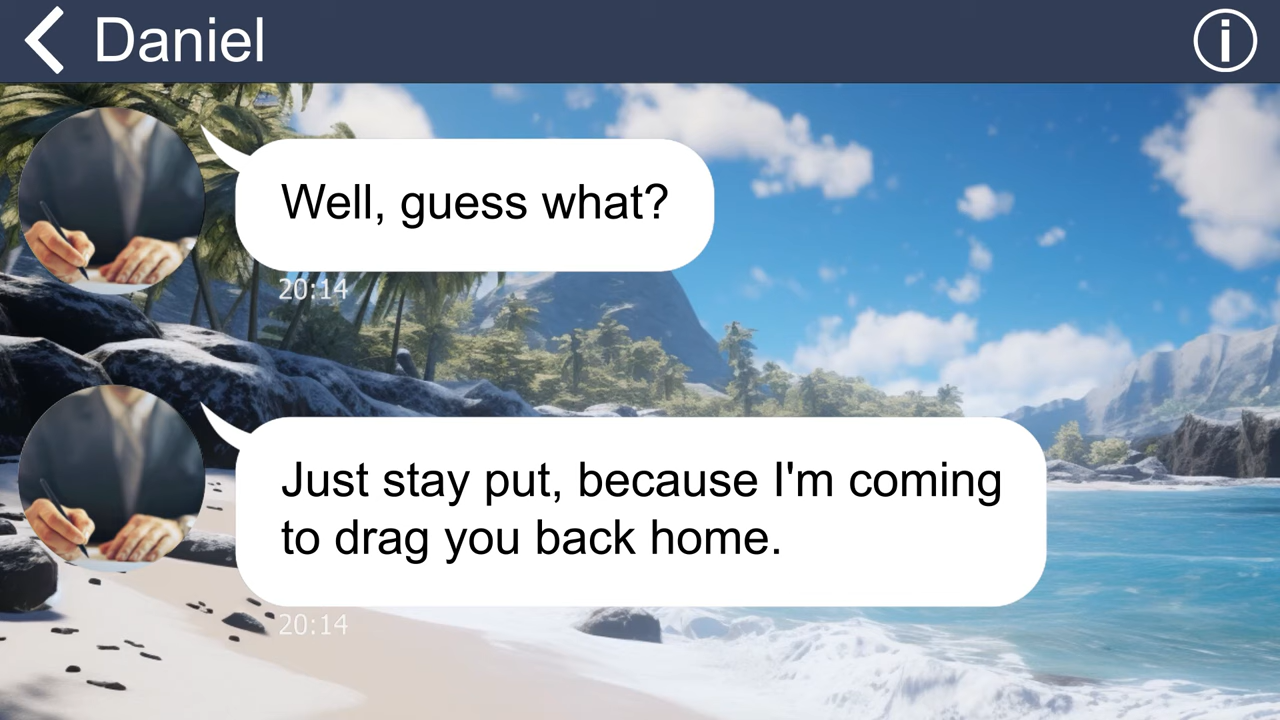 Daniel
Well, guess what?
20:14
Just stay put, because I'm coming
to drag you back home.
20:14